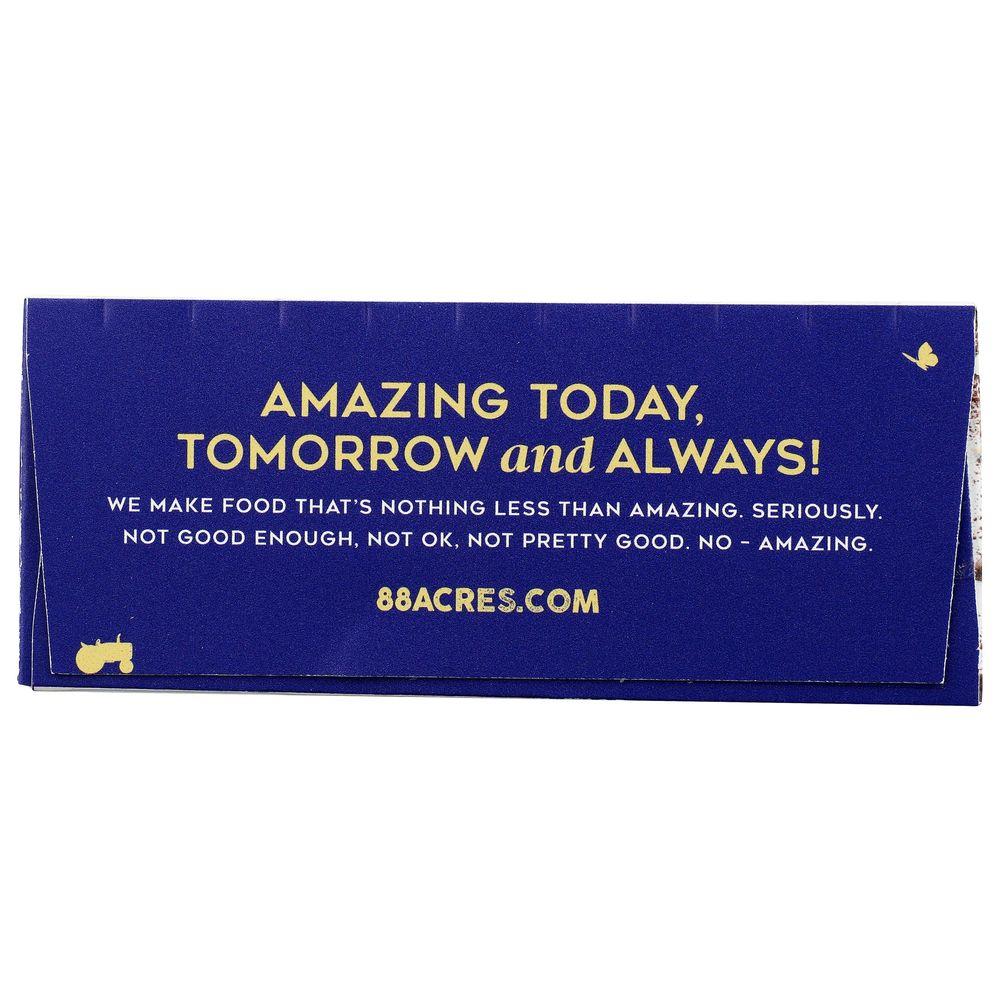 AMAZING TODAY,
TOMORROW and ALWAYS!
WE MAKE FOOD THAT'S NOTHING LESS THAN AMAZING. SERIOUSLY.
NOT GOOD ENOUGH, NOT OK, NOT PRETTY GOOD. NO – AMAZING.
88ACRES.COM